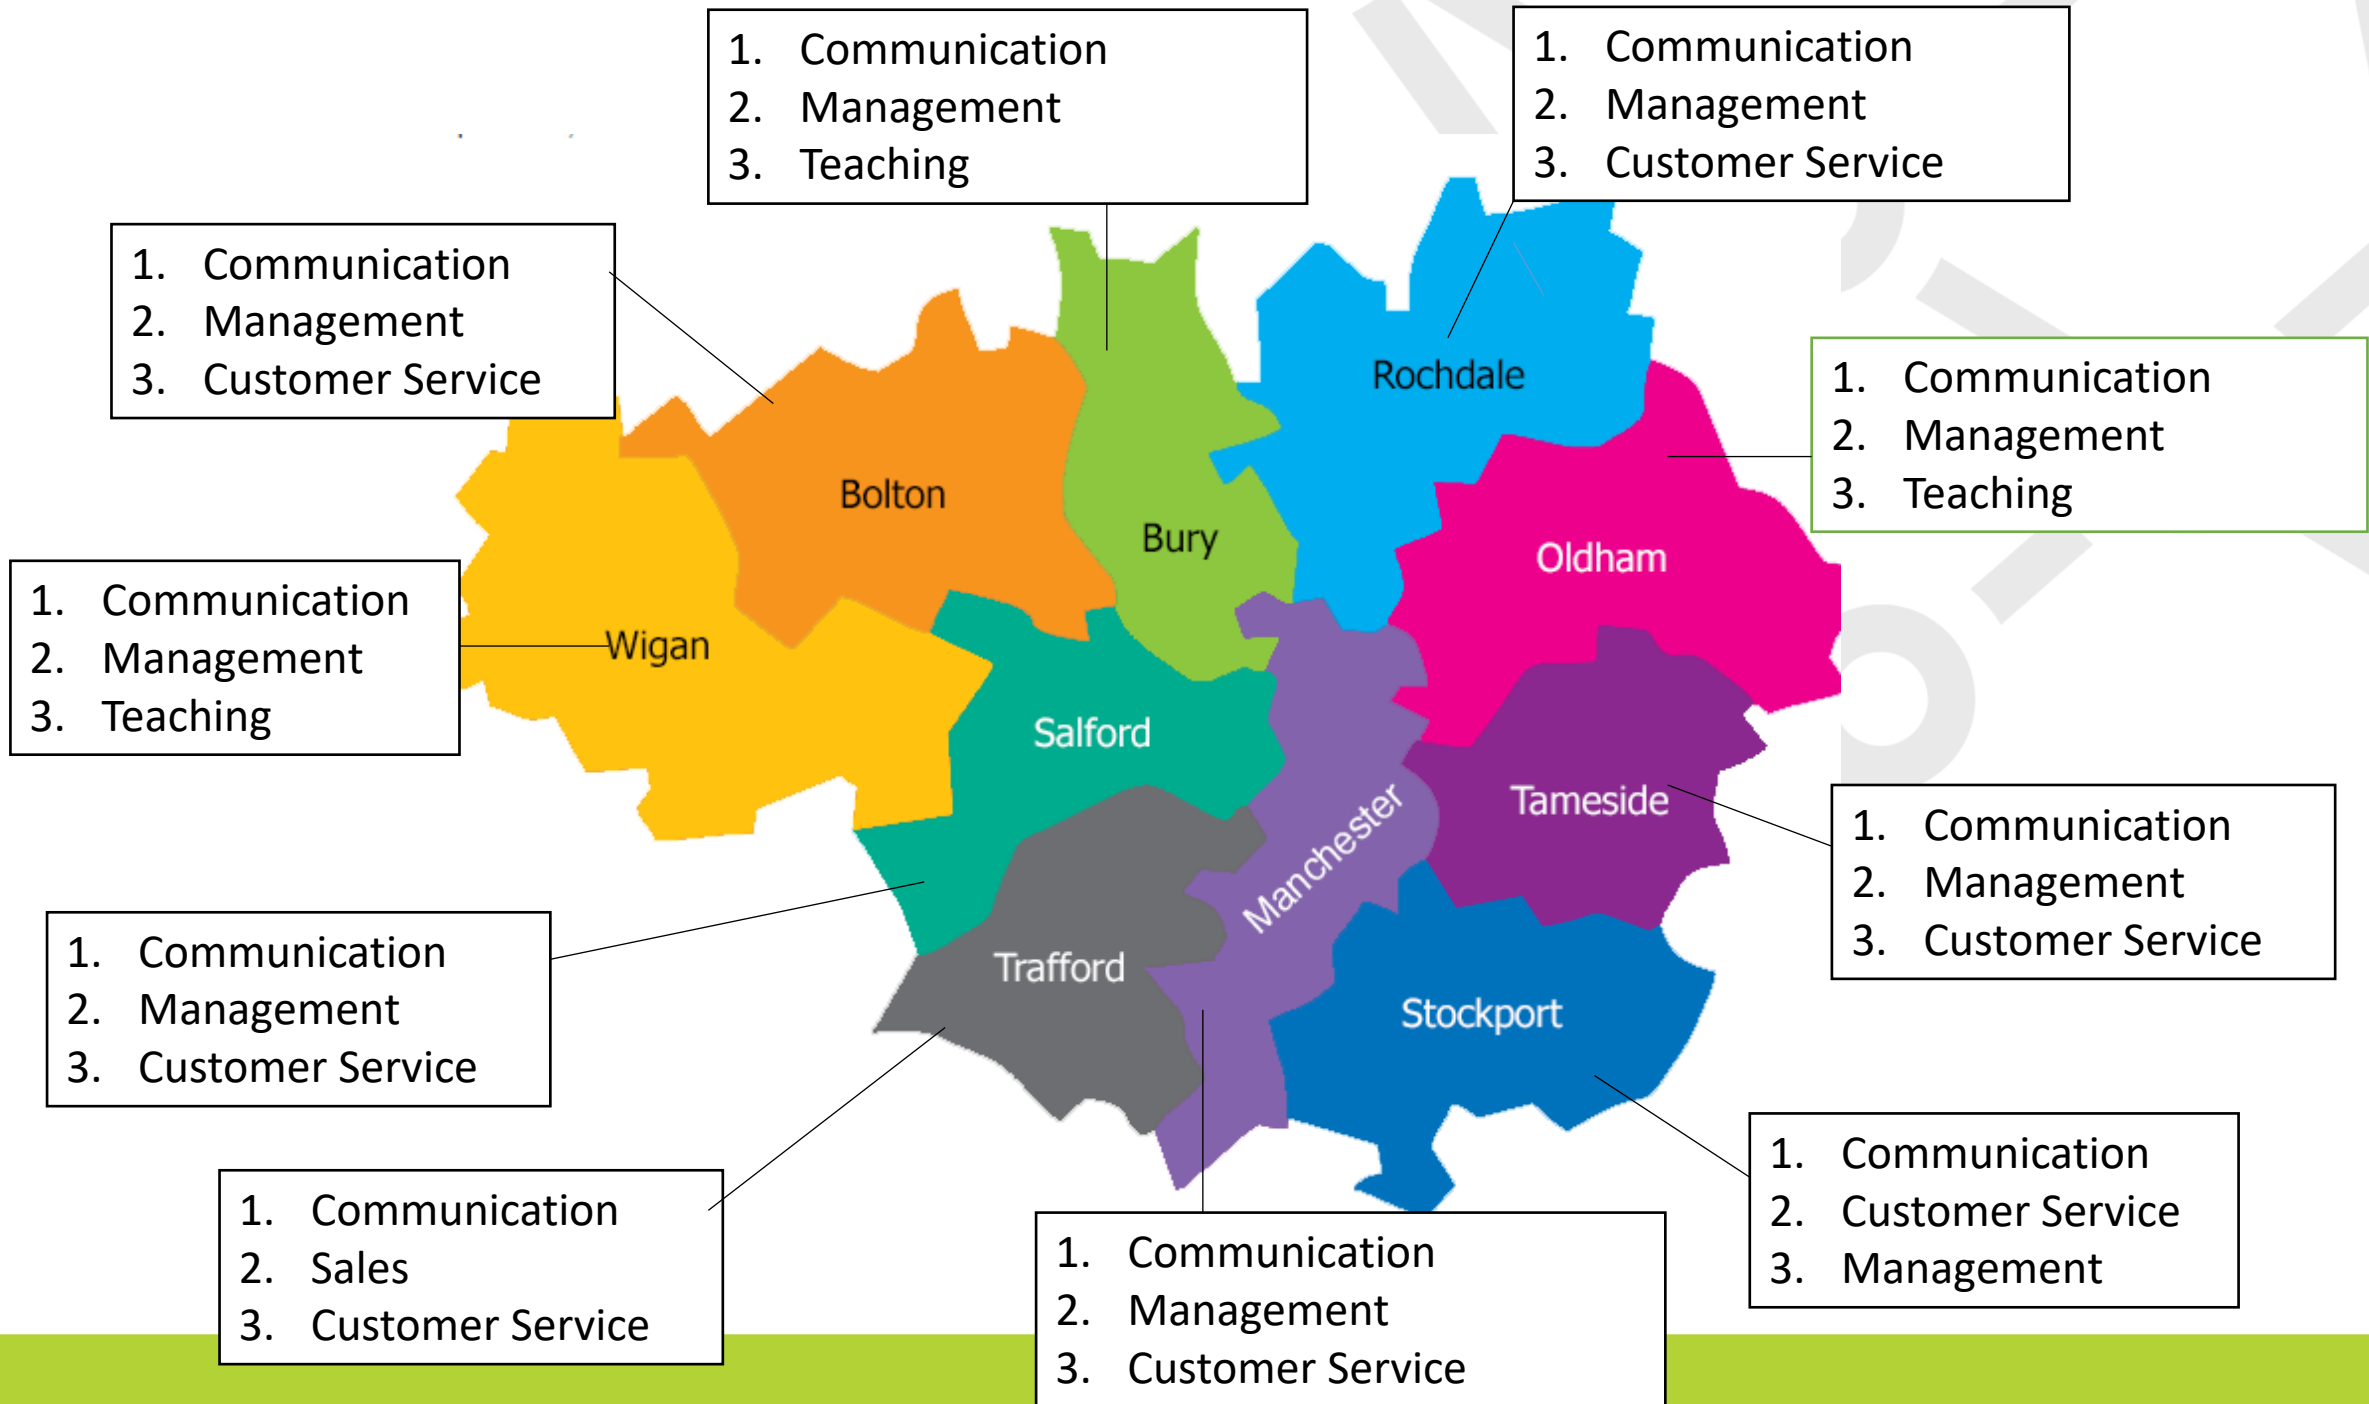 1. Communication
2. Management
3. Teaching
1. Communication
2. Management
3. Customer Service
1. Communication
2. Management
3. Customer Service
1. Communication
2. Management
3. Teaching
1. Communication
2. Management
3. Teaching
1. Communication
2. Management
3. Customer Service
1. Communication
2. Management
3. Customer Service
1. Communication
2. Sales
3. Customer Service
1. Communication
2. Management
3. Customer Service
1. Communication
2. Customer Service
3. Management
Rochdale
Bolton
Bury
Oldham
Wigan
Salford
Tameside
Manchester
Trafford
Stockport